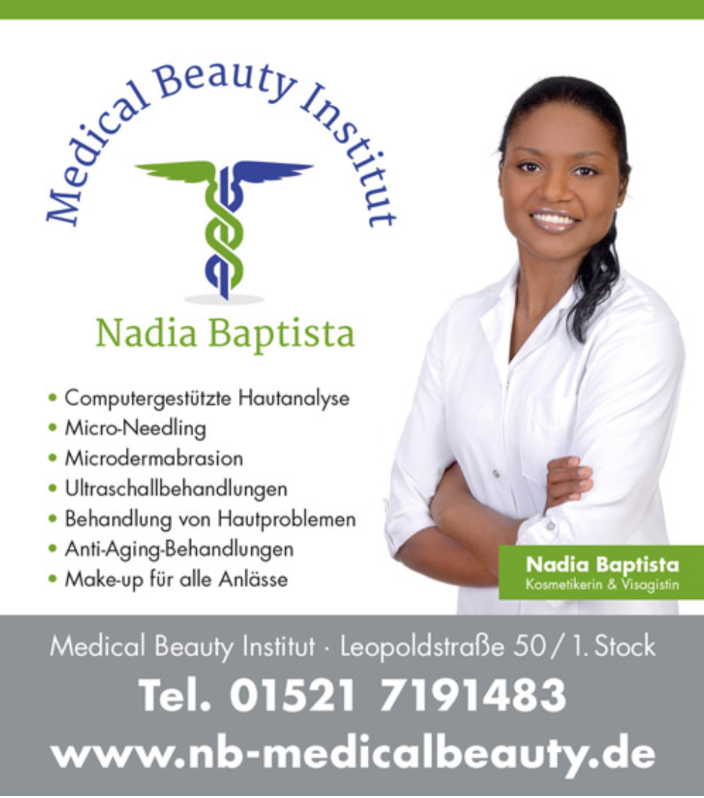 Medical Beauty Institut
Nadia Baptista
• Computergestützte Hautanalyse
• Micro-Needling
• Microdermabrasion
• Ultraschallbehandlungen
• Behandlung von Hautproblemen
• Anti-Aging-Behandlungen
• Make-up für alle Anlässe
Nadia Baptista
Kosmetikerin & Visagistin
Medical Beauty Institut · Leopoldstraße 50 / 1. Stock
Tel. 01521 7191483
www.nb-medicalbeauty.de